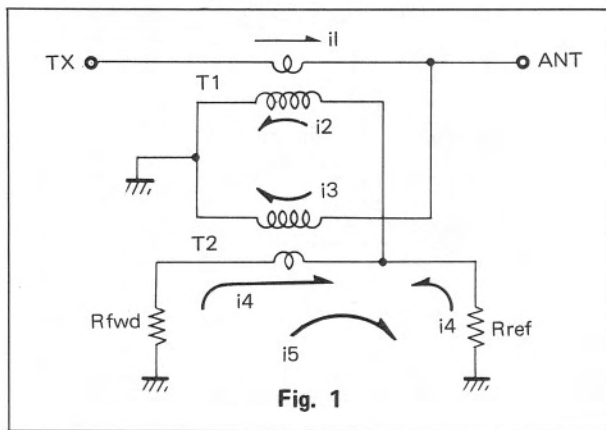 i1
TX
ANT
T1
i2
i3
T2
i4
i4
Rfwd
Rref
i5
Fig. 1